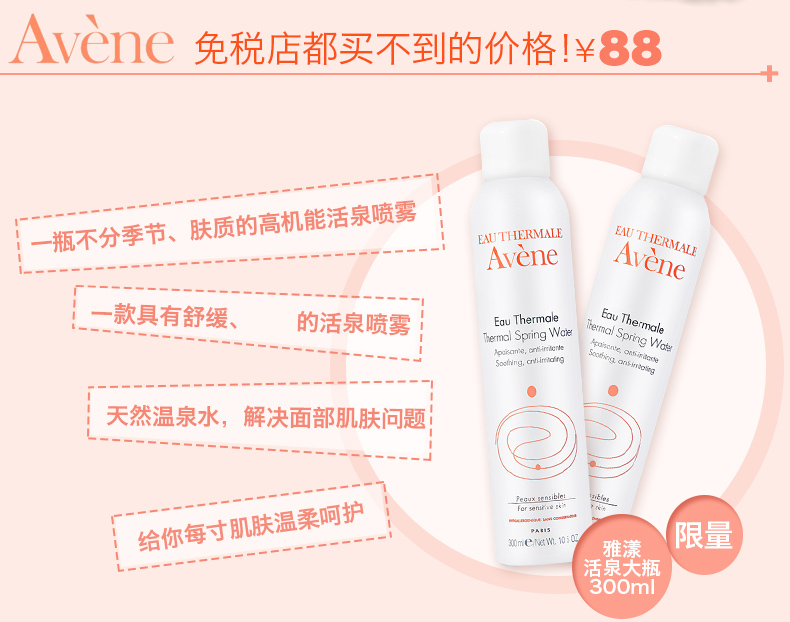 Avène 免税店都买不到的价格!¥88
一瓶不分季节、肤质的高机能活泉喷雾
一款具有舒缓、 的活泉喷雾
天然温泉水，解决面部肌肤问题
给你每寸肌肤温柔呵护
EAU THERMALE
Avène
Eau Thermale
Thermal Spring Water
Apaisante, anti-irritante
Soothing, anti-irritating
Peaux sensibles
For sensitive skin
PARIS
300 ml e/Net Wt. 10.
EAU THERMALE
Avène
Eau Thermale
Thermal Spring Water
Apaisante, anti-irritante
Soothing, anti-irritating
skin
雅漾
活泉大瓶
300ml
限量